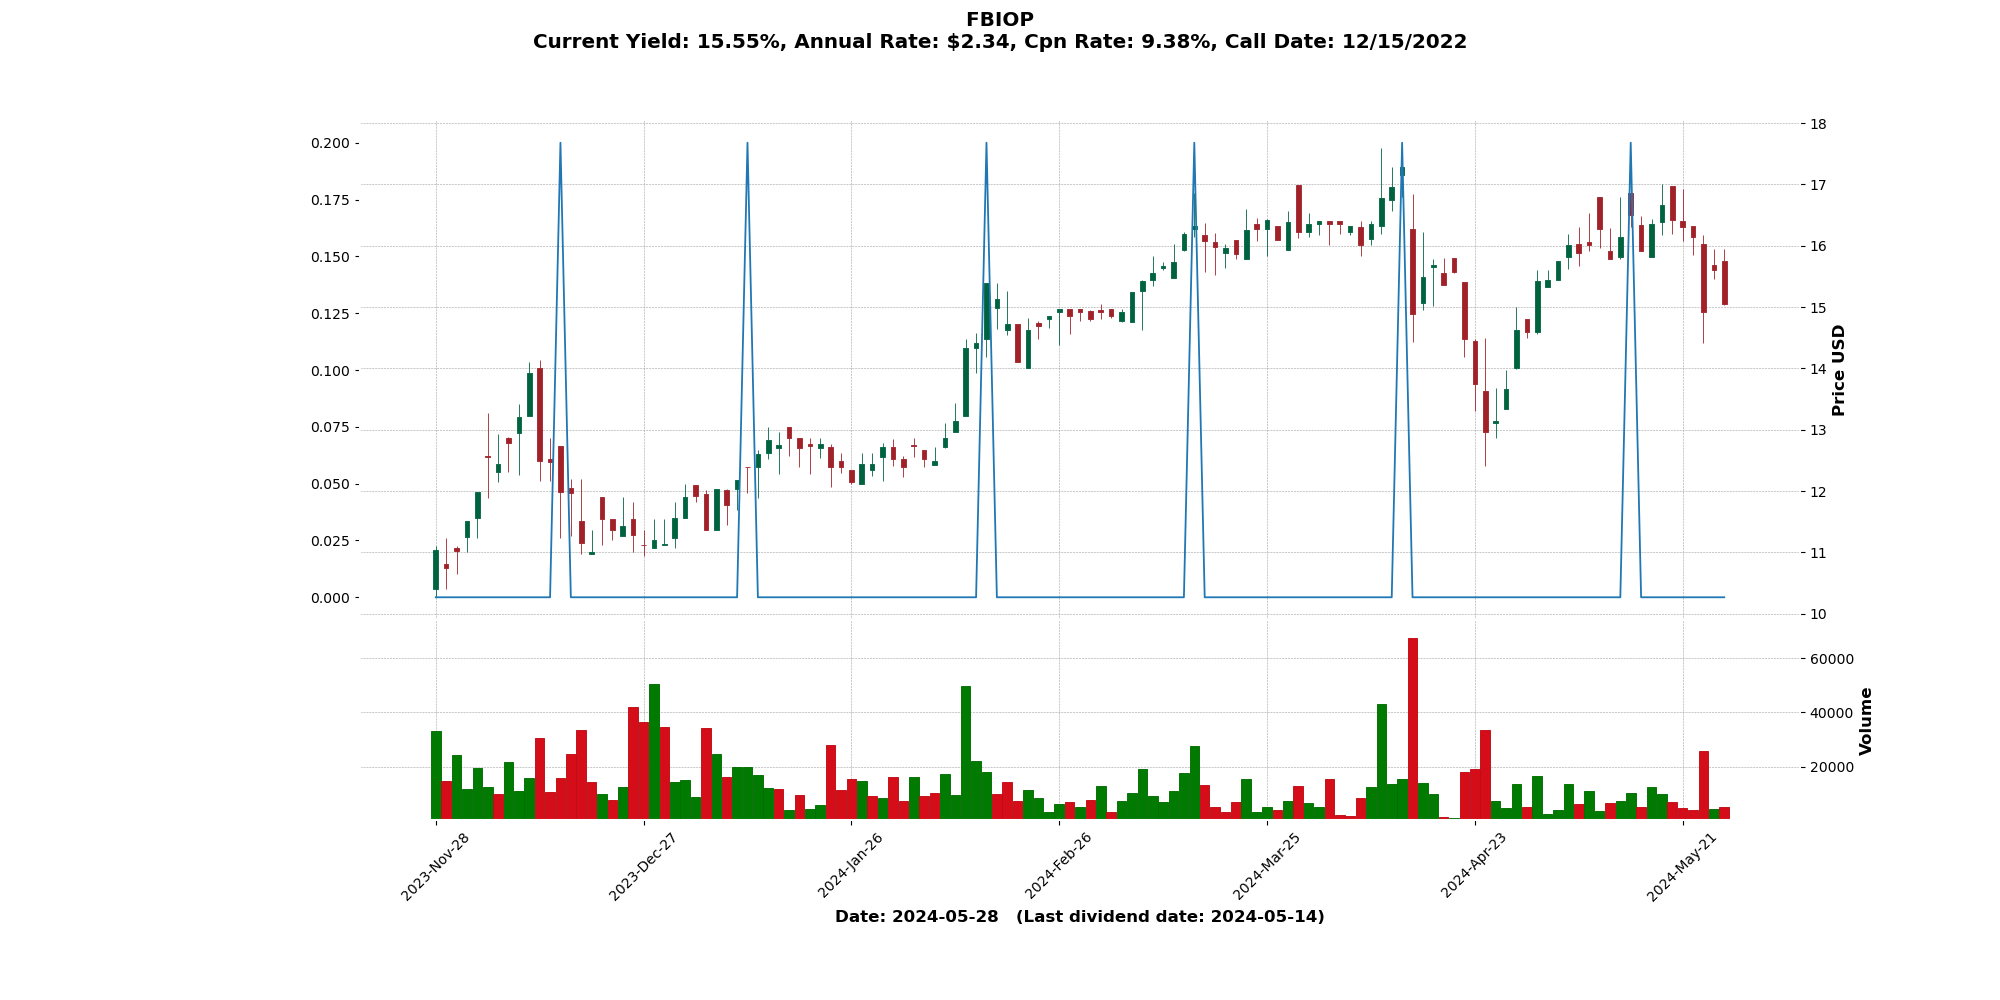 FBIOP
Current Yield: 15.55%, Annual Rate: $2.34, Cpn Rate: 9.38%, Call Date: 12/15/2022
0.200
0.175
0.150
0.125
0.100
0.075
0.050
0.025
0.000
18
17
16
15
14
13
12
11
10
Price USD
60000
40000
20000
Volume
2023-Nov-28
2023-Dec-27
2024-Jan-26
2024-Feb-26
2024-Mar-25
2024-Apr-23
2024-May-21
Date: 2024-05-28 (Last dividend date: 2024-05-14)